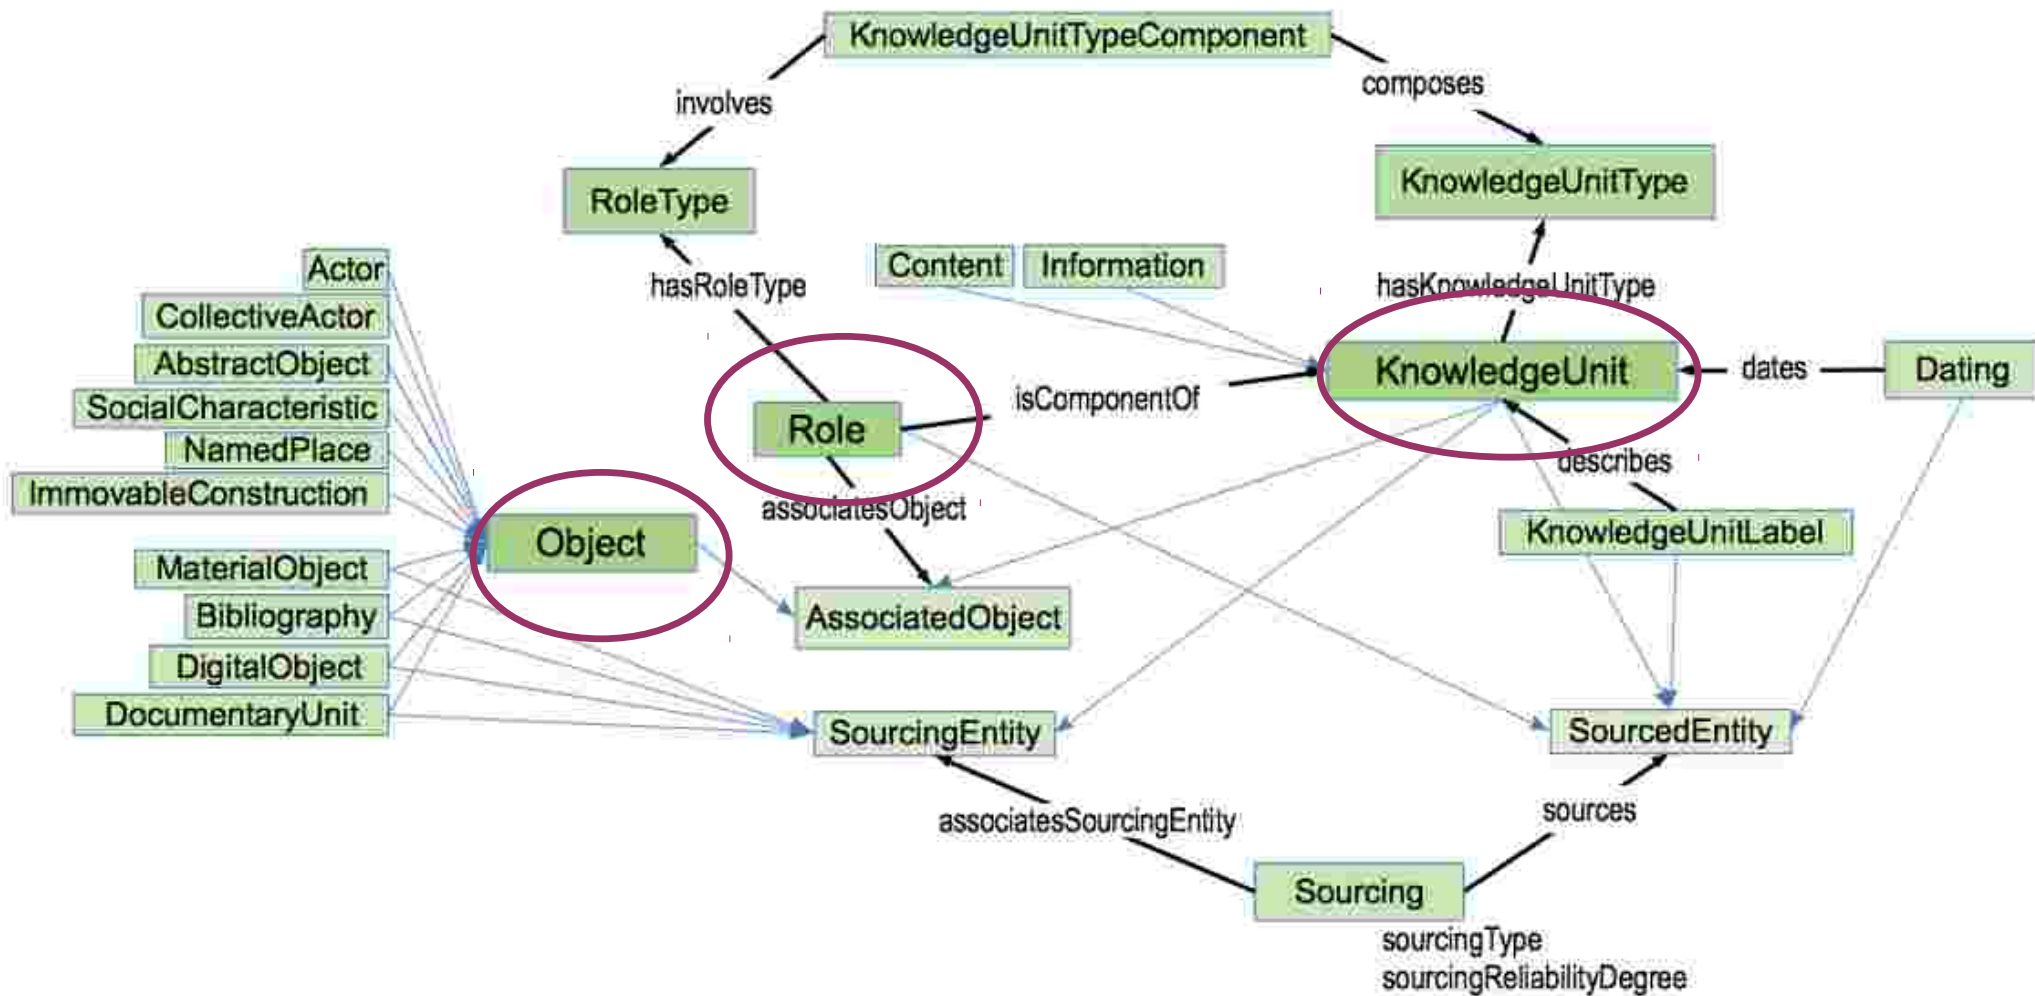 KnowledgeUnitTypeComponent
composes
involves
KnowledgeUnitType
RoleType
Content
Information
Actor
hasRoleType
hasKnowledgeUnitType
CollectiveActor
AbstractObject
KnowledgeUnit
dates
Dating
SocialCharacteristic
isComponentOf
Role
NamedPlace
describes
ImmovableConstruction
associatesObject
KnowledgeUnitLabel
Object
MaterialObject
Bibliography
AssociatedObject
DigitalObject
DocumentaryUnit
SourcingEntity
SourcedEntity
associatesSourcingEntity
sources
Sourcing
sourcingType
sourcingReliabilityDegree